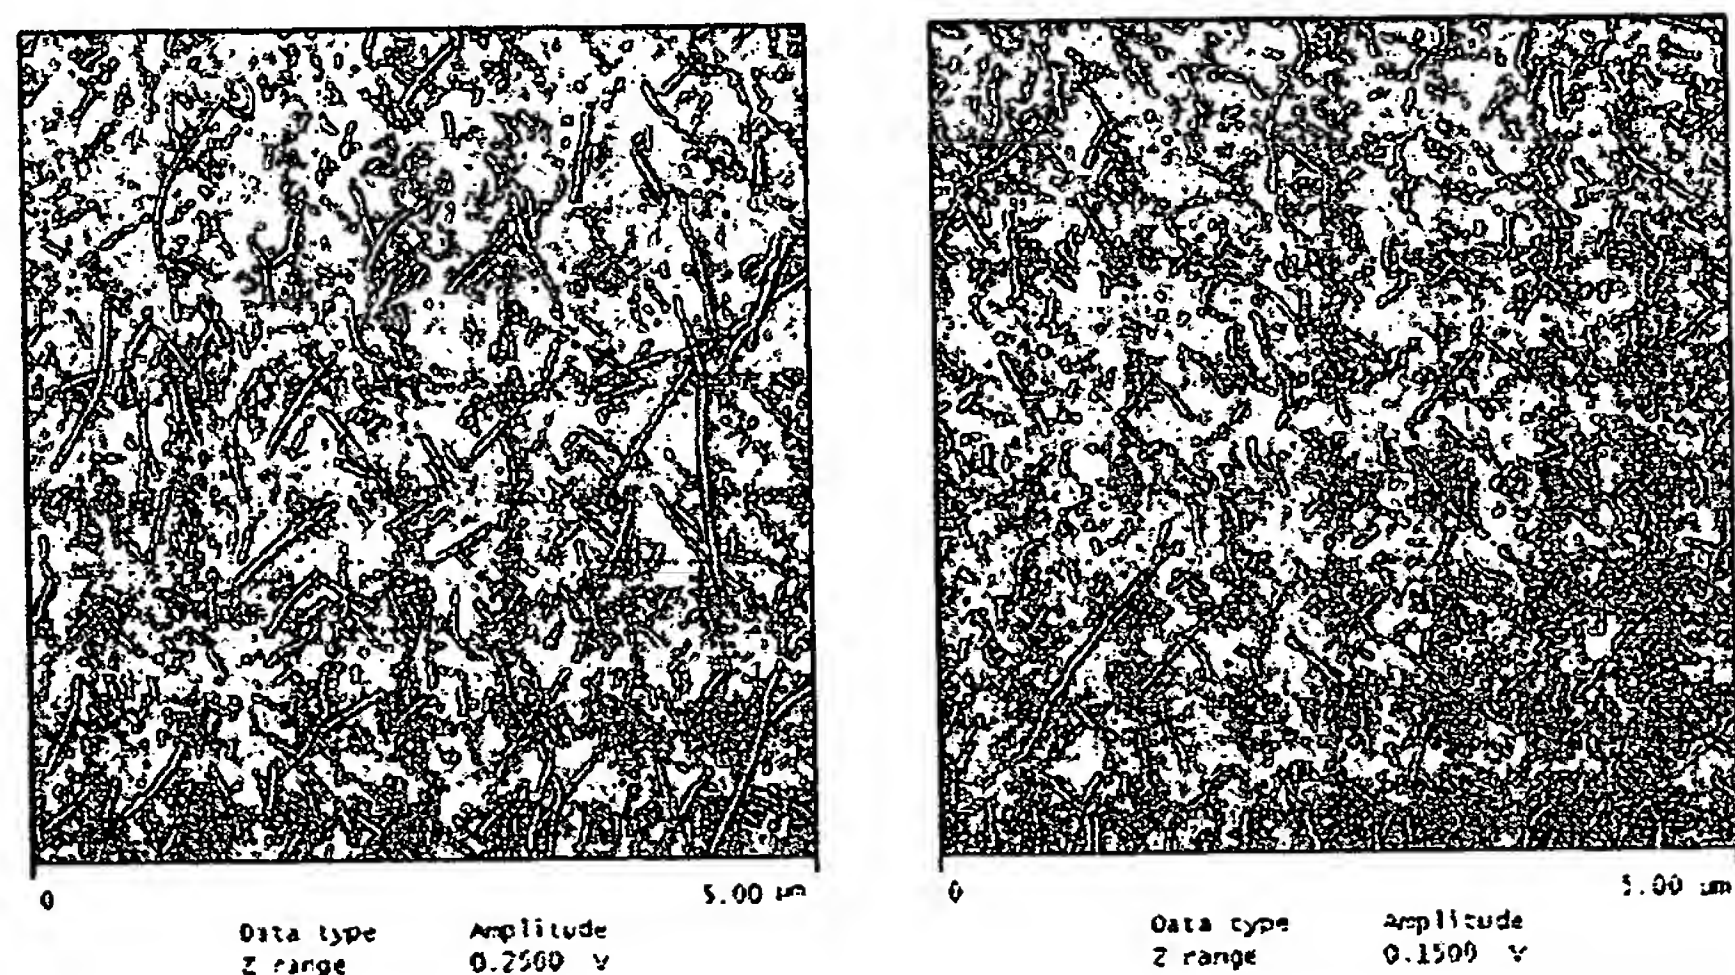 0 5.00 µm
Data type Amplitude
Z range 0.2500 V
0 5.00 µm
Data type Amplitude
Z range 0.1500 V